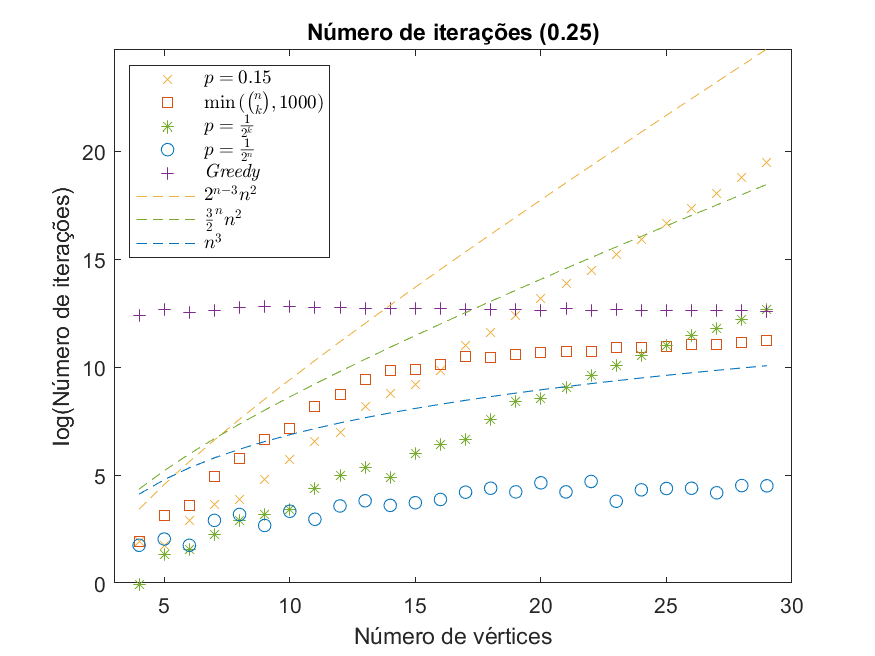 Número de iterações (0.25)
p = 0.15
min((n k), 1000)
p = 1/2^k
p = 1/2^n
Greedy
2^{n-3}n^2
3/2^n n^2
n^3
log(Número de iterações)
20
15
10
5
0
5 10 15 20 25 30
Número de vértices